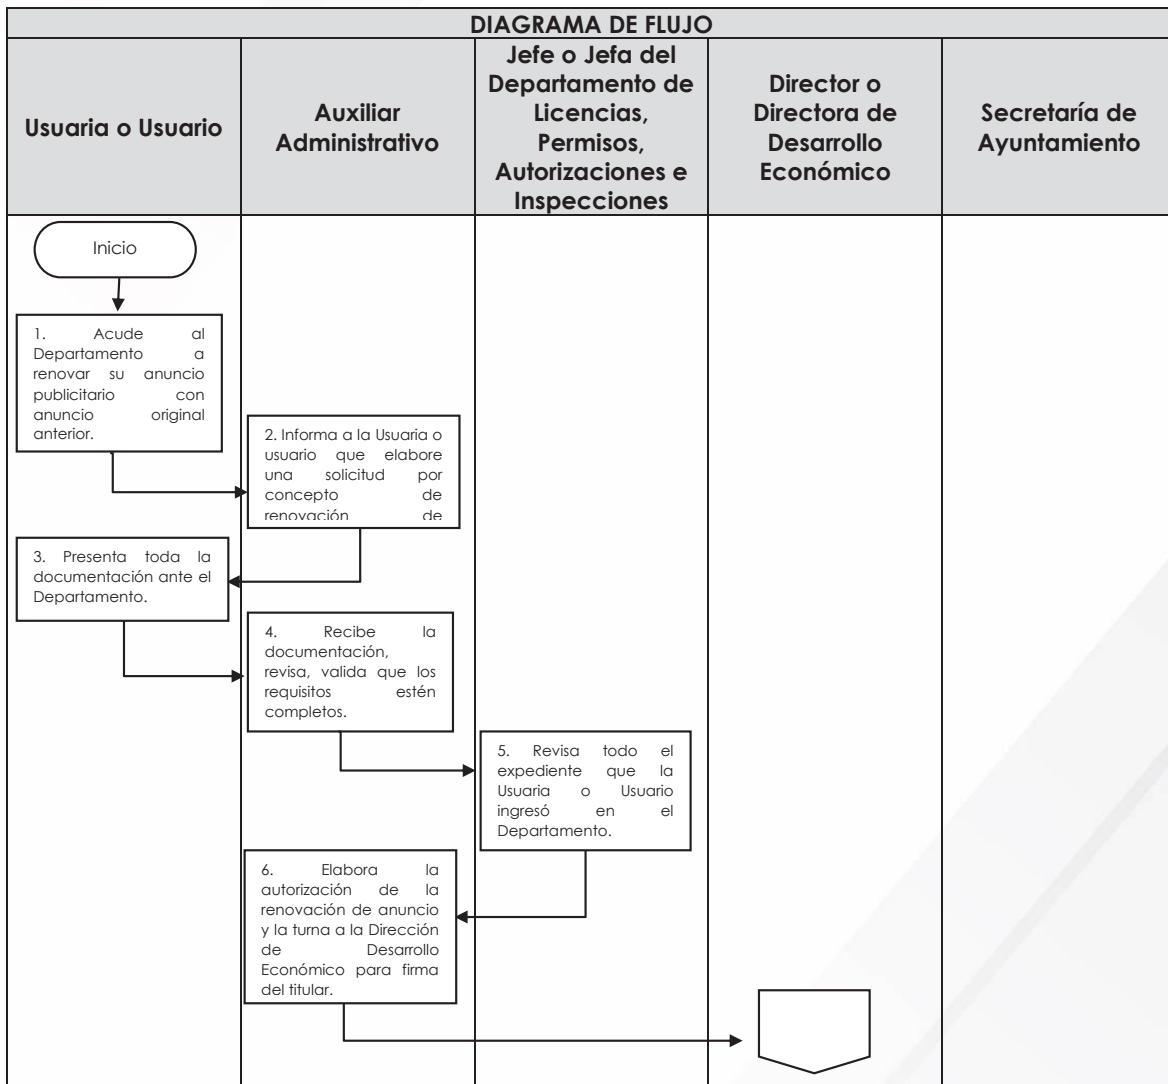 DIAGRAMA DE FLUJO
Usuaria o Usuario
Auxiliar
Administrativo
Jefe o Jefa del
Departamento de
Licencias,
Permisos,
Autorizaciones e
Inspecciones
Director o
Directora de
Desarrollo
Económico
Secretaría de
Ayuntamiento
Inicio
1. Acude al
Departamento a
renovar su anuncio
publicitario con
anuncio original
anterior.
2. Informa a la Usuaria o
usuario que elabore
una solicitud por
concepto de
renovación de
3. Presenta toda la
documentación ante el
Departamento.
4. Recibe la
documentación,
revisa, valida que los
requisitos estén
completos.
5. Revisa todo el
expediente que la
Usuaria o Usuario
ingresó en el
Departamento.
6. Elabora la
autorización de la
renovación de anuncio
y la turna a la Dirección
de Desarrollo
Económico para firma
del titular.